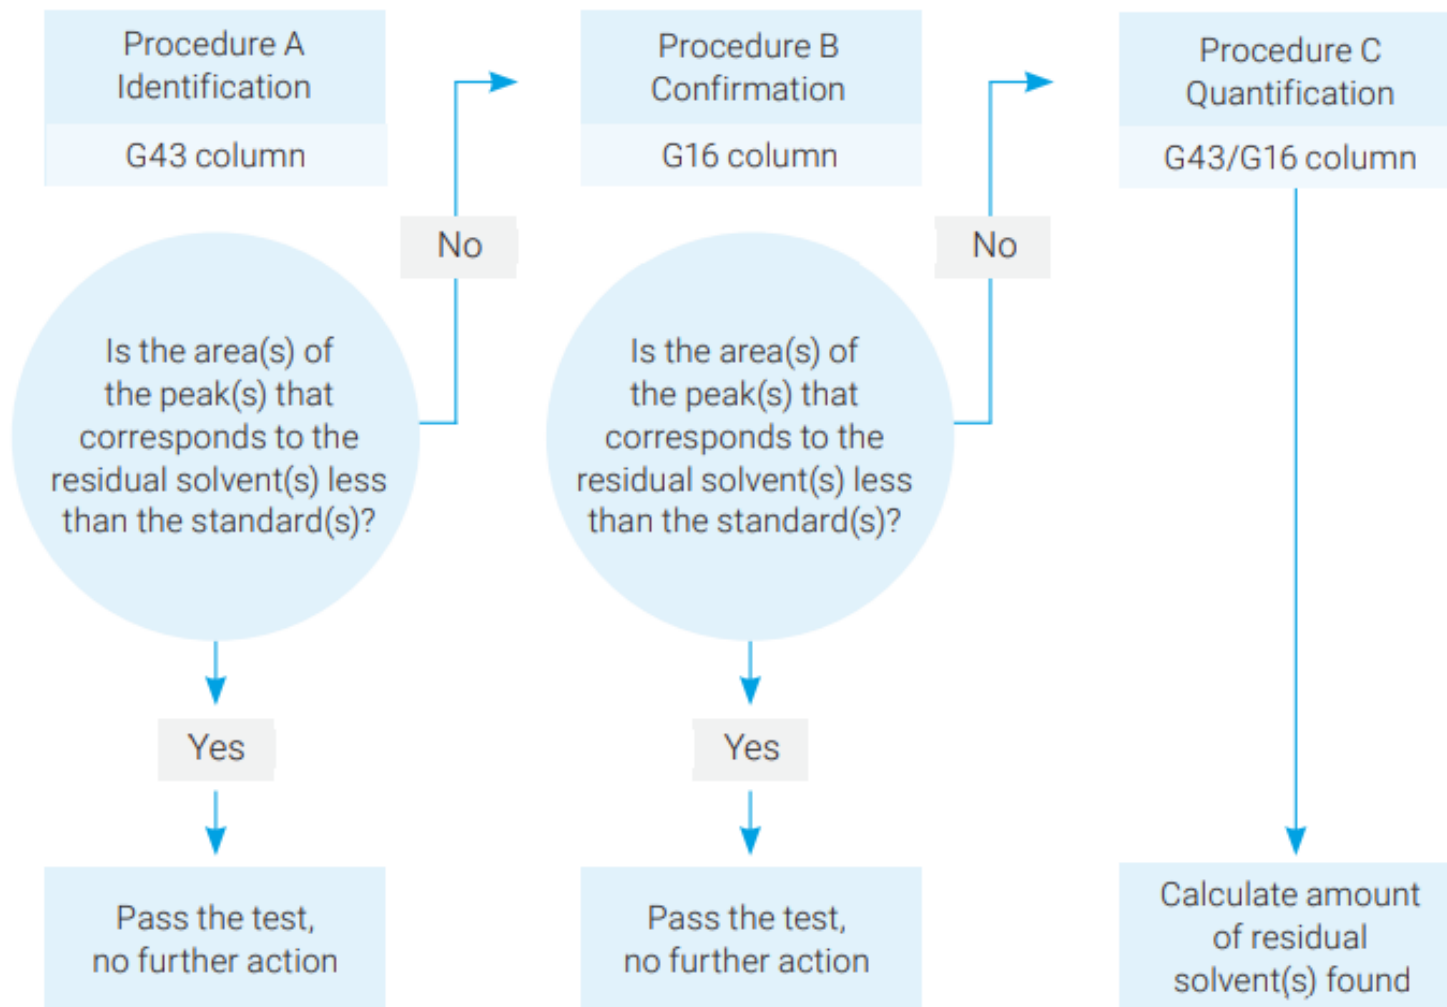 Procedure A
Identification
G43 column
No
Is the area(s) of
the peak(s) that
corresponds to the
residual solvent(s) less
than the standard(s)?
Yes
Pass the test,
no further action
Procedure B
Confirmation
G16 column
No
Is the area(s) of
the peak(s) that
corresponds to the
residual solvent(s) less
than the standard(s)?
Yes
Pass the test,
no further action
Procedure C
Quantification
G43/G16 column
Calculate amount
of residual
solvent(s) found